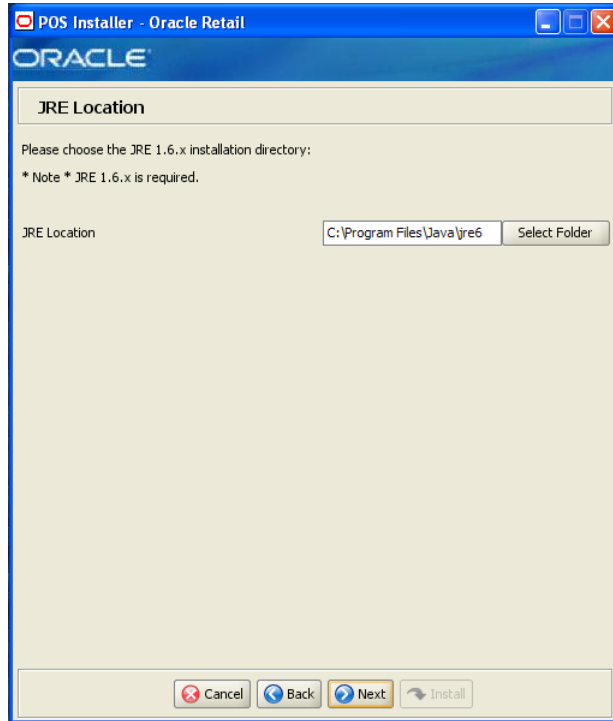 POS Installer - Oracle Retail
ORACLE
JRE Location
Please choose the JRE 1.6.x installation directory:
* Note * JRE 1.6.x is required.
JRE Location C:\Program Files\Java\jre6 Select Folder
Cancel Back Next Install